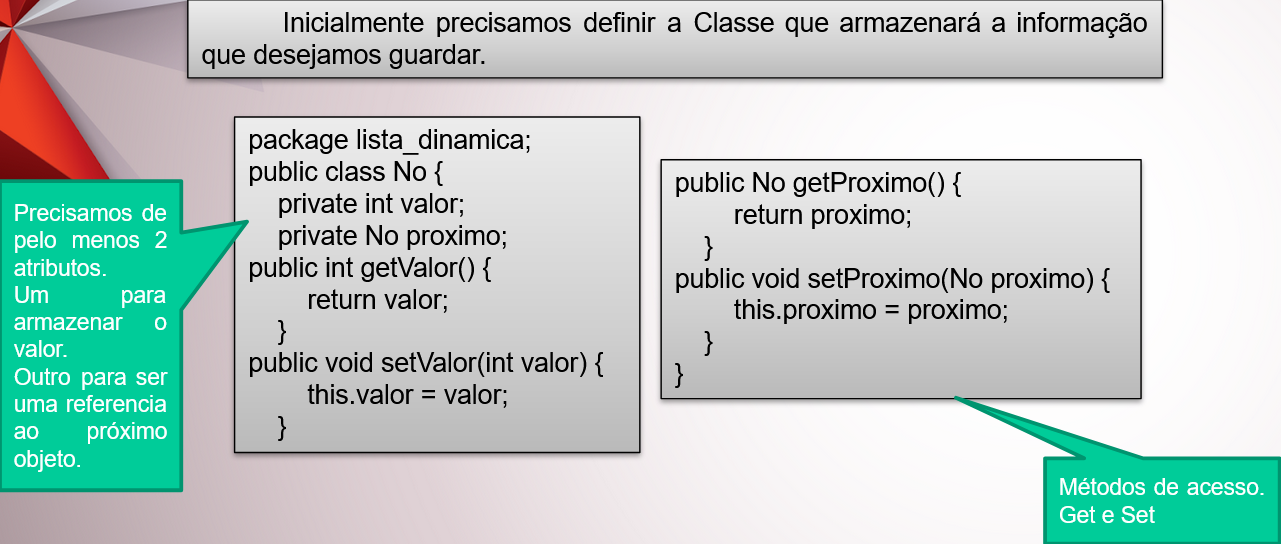 Inicialmente precisamos definir a Classe que armazenará a informação
que desejamos guardar.
Precisamos de
pelo menos 2
atributos.
Um para
armazenar o
valor.
Outro para ser
uma referencia
ao próximo
objeto.
package lista_dinamica;
public class No {
private int valor;
private No proximo;
public int getValor() {
return valor;
}
public void setValor(int valor) {
this.valor = valor;
}
public No getProximo() {
return proximo;
}
public void setProximo(No proximo) {
this.proximo = proximo;
}
}
Métodos de acesso.
Get e Set